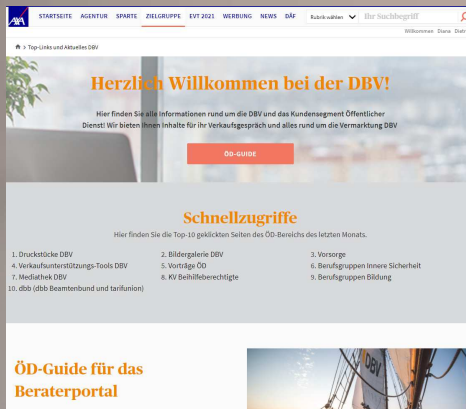 AXA STARTSEITE AGENTUR SPARTE ZIELGRUPPE EVT 2021 WERBUNG NEWS DÄF Rubrik wählen Ihr Suchbegriff
Willkommen Diana Dietr
> Top-Links und Aktuelles DBV
Herzlich Willkommen bei der DBV!
Hier finden Sie alle Informationen rund um die DBV und das Kundensegment Öffentlicher
Dienst! Wir bieten Ihnen Inhalte für ihr Verkaufsgespräch und alles rund um die Vermarktung DBV
ÖD-GUIDE
Schnellzugriffe
Hier finden Sie die Top-10 geklickten Seiten des ÖD-Bereichs des letzten Monats.
1. Druckstücke DBV 2. Bildergalerie DBV 3. Vorsorge
4. Verkaufsunterstützungs-Tools DBV 5. Vorträge ÖD 6. Berufsgruppen Innere Sicherheit
7. Mediathek DBV 8. KV Beihilfeberechtigte 9. Berufsgruppen Bildung
10. dbb (dbb Beamtenbund und tarifunion)
ÖD-Guide für das
Beraterportal
DBV